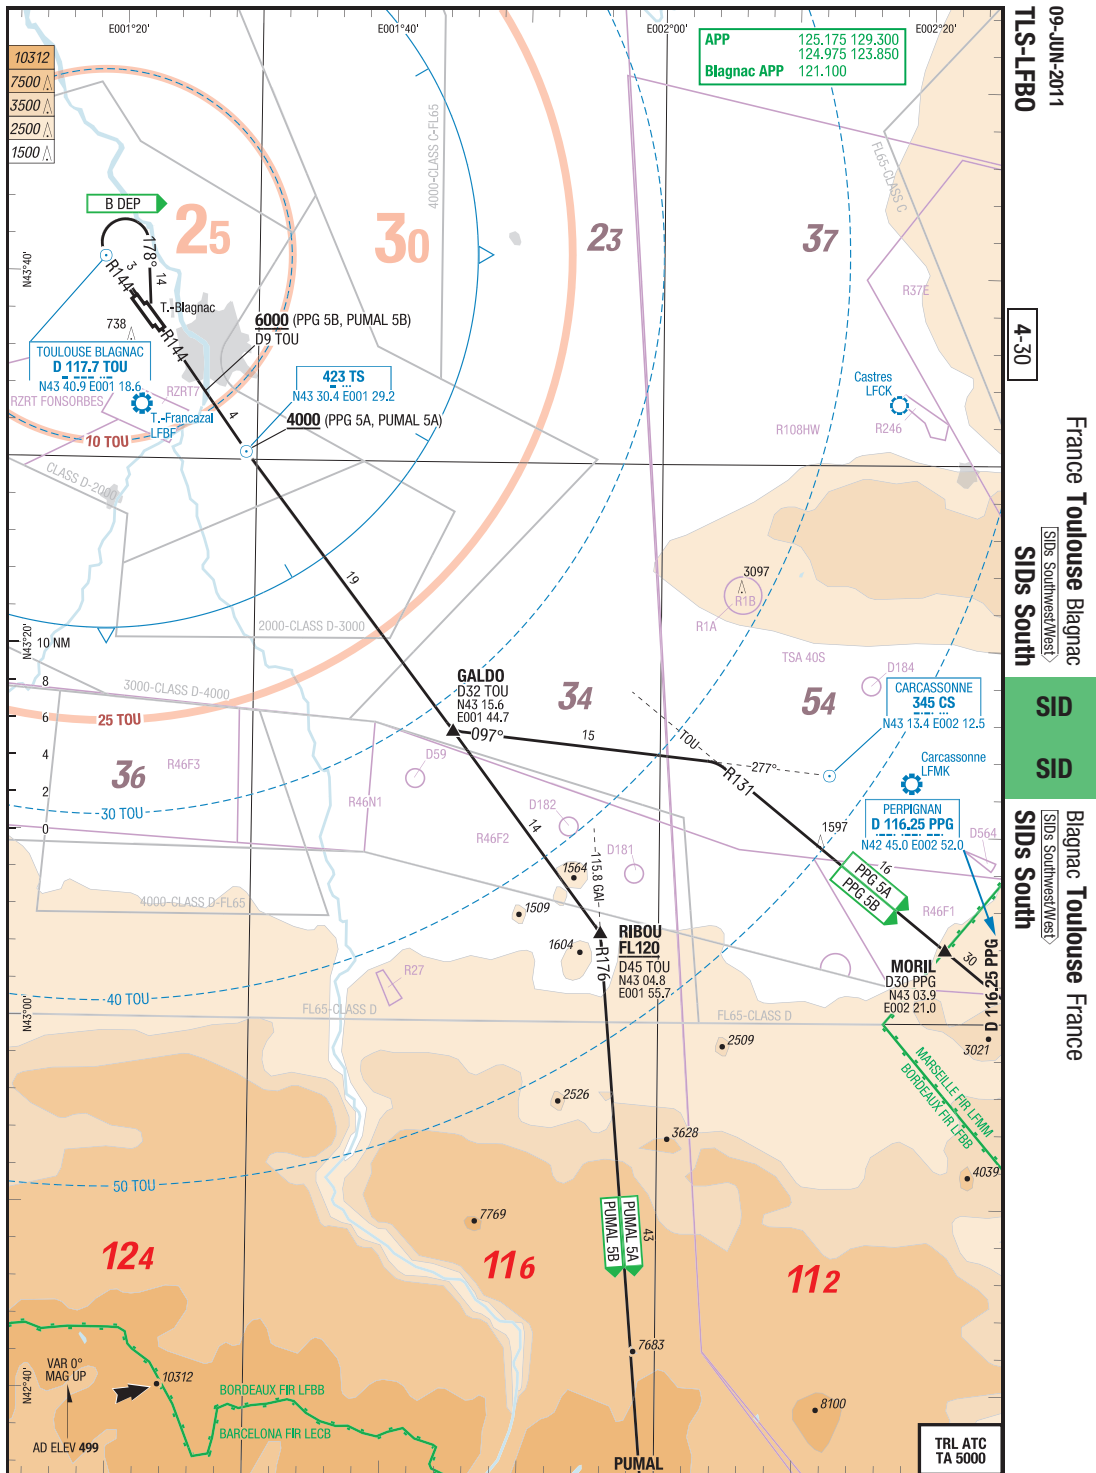 E001°20'
E001°40'
E002°00'
E002°20'
09-JUN-2011
TLS-LFBO
4-30
France Toulouse Blagnac
SIDs Southwest/West
SIDs South
SID
SID
Blagnac Toulouse France
SIDs Southwest/West
SIDs South
10312
7500
3500
2500
1500
APP 125.175 129.300
124.975 123.850
Blagnac APP 121.100
4000-CLASS C-FL65
FL65-CLASS C
B DEP
25
30
23
37
178°
14
3
R144
R144
N43°40'
T.-Blagnac
738
R37E
6000 (PPG 5B, PUMAL 5B)
D9 TOU
TOULOUSE BLAGNAC
D 117.7 TOU
N43 40.9 E001 18.6
423 TS
N43 30.4 E001 29.2
Castres
LFCK
RZRT7
RZRT FONSORBES
T.-Francazal
LFBF
4
4000 (PPG 5A, PUMAL 5A)
R108HW
R246
10 TOU
CLASS D-2000
19
3097
R1B
R1A
2000-CLASS D-3000
N43°20'
10 NM
8
6
4
2
0
TSA 40S
D184
GALDO
D32 TOU
N43 15.6
E001 44.7
34
54
CARCASSONNE
345 CS
N43 13.4 E002 12.5
3000-CLASS D-4000
25 TOU
097°
15
TOU
R131
277°
36
R46F3
D59
R46N1
30 TOU
D182
R46F2
14
Carcassonne
LFMK
PERPIGNAN
D 116.25 PPG
N42 45.0 E002 52.0
1597
D564
D181
115.8 GAI
1564
1509
16
PPG 5A
PPG 5B
R46F1
4000-CLASS D-FL65
1604
RIBOU
FL120
D45 TOU
N43 04.8
E001 55.7
R176
MORIL
D30 PPG
N43 03.9
E002 21.0
30
D 116.25 PPG
R27
40 TOU
N43°00'
FL65-CLASS D
FL65-CLASS D
2509
3021
MARSEILLE FIR LFMM
BORDEAUX FIR LFBB
2526
3628
4039
50 TOU
7769
PUMAL 5A
PUMAL 5B
43
124
116
112
7683
VAR 0°
MAG UP
10312
BORDEAUX FIR LFBB
BARCELONA FIR LECB
N42°40'
8100
AD ELEV 499
PUMAL
TRL ATC
TA 5000